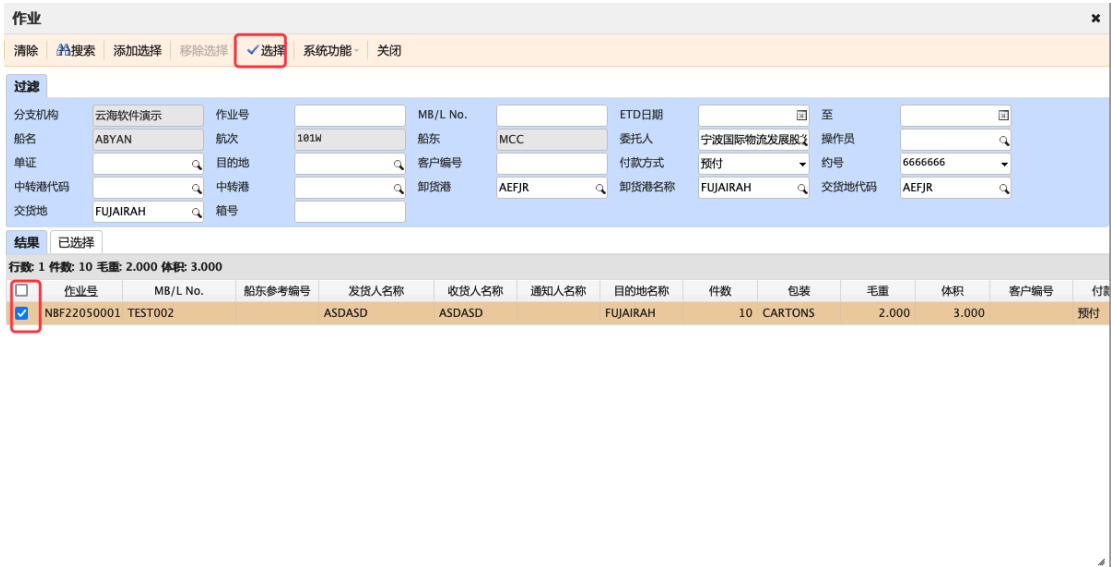 作业
清除 搜索 添加选择 移除选择 选择 系统功能 关闭
过滤
分支机构 云海软件演示 作业号 MB/L No. ETD日期 至
船名 ABYAN 航次 101W 船东 MCC 委托人 宁波国际物流发展股 操作员
单证 目的地 客户编号 付款方式 预付 约号 6666666
中转港代码 中转港 卸货港 AEFJR 卸货港名称 FUJAIRAH 交货地代码 AEFJR
交货地 FUJAIRAH 箱号
结果 已选择
行数: 1 件数: 10 毛重: 2.000 体积: 3.000
作业号 MB/L No. 船东参考编号 发货人名称 收货人名称 通知人名称 目的地名称 件数 包装 毛重 体积 客户编号 付款
NBF22050001 TEST002 ASDASD ASDASD FUJAIRAH 10 CARTONS 2.000 3.000 预付